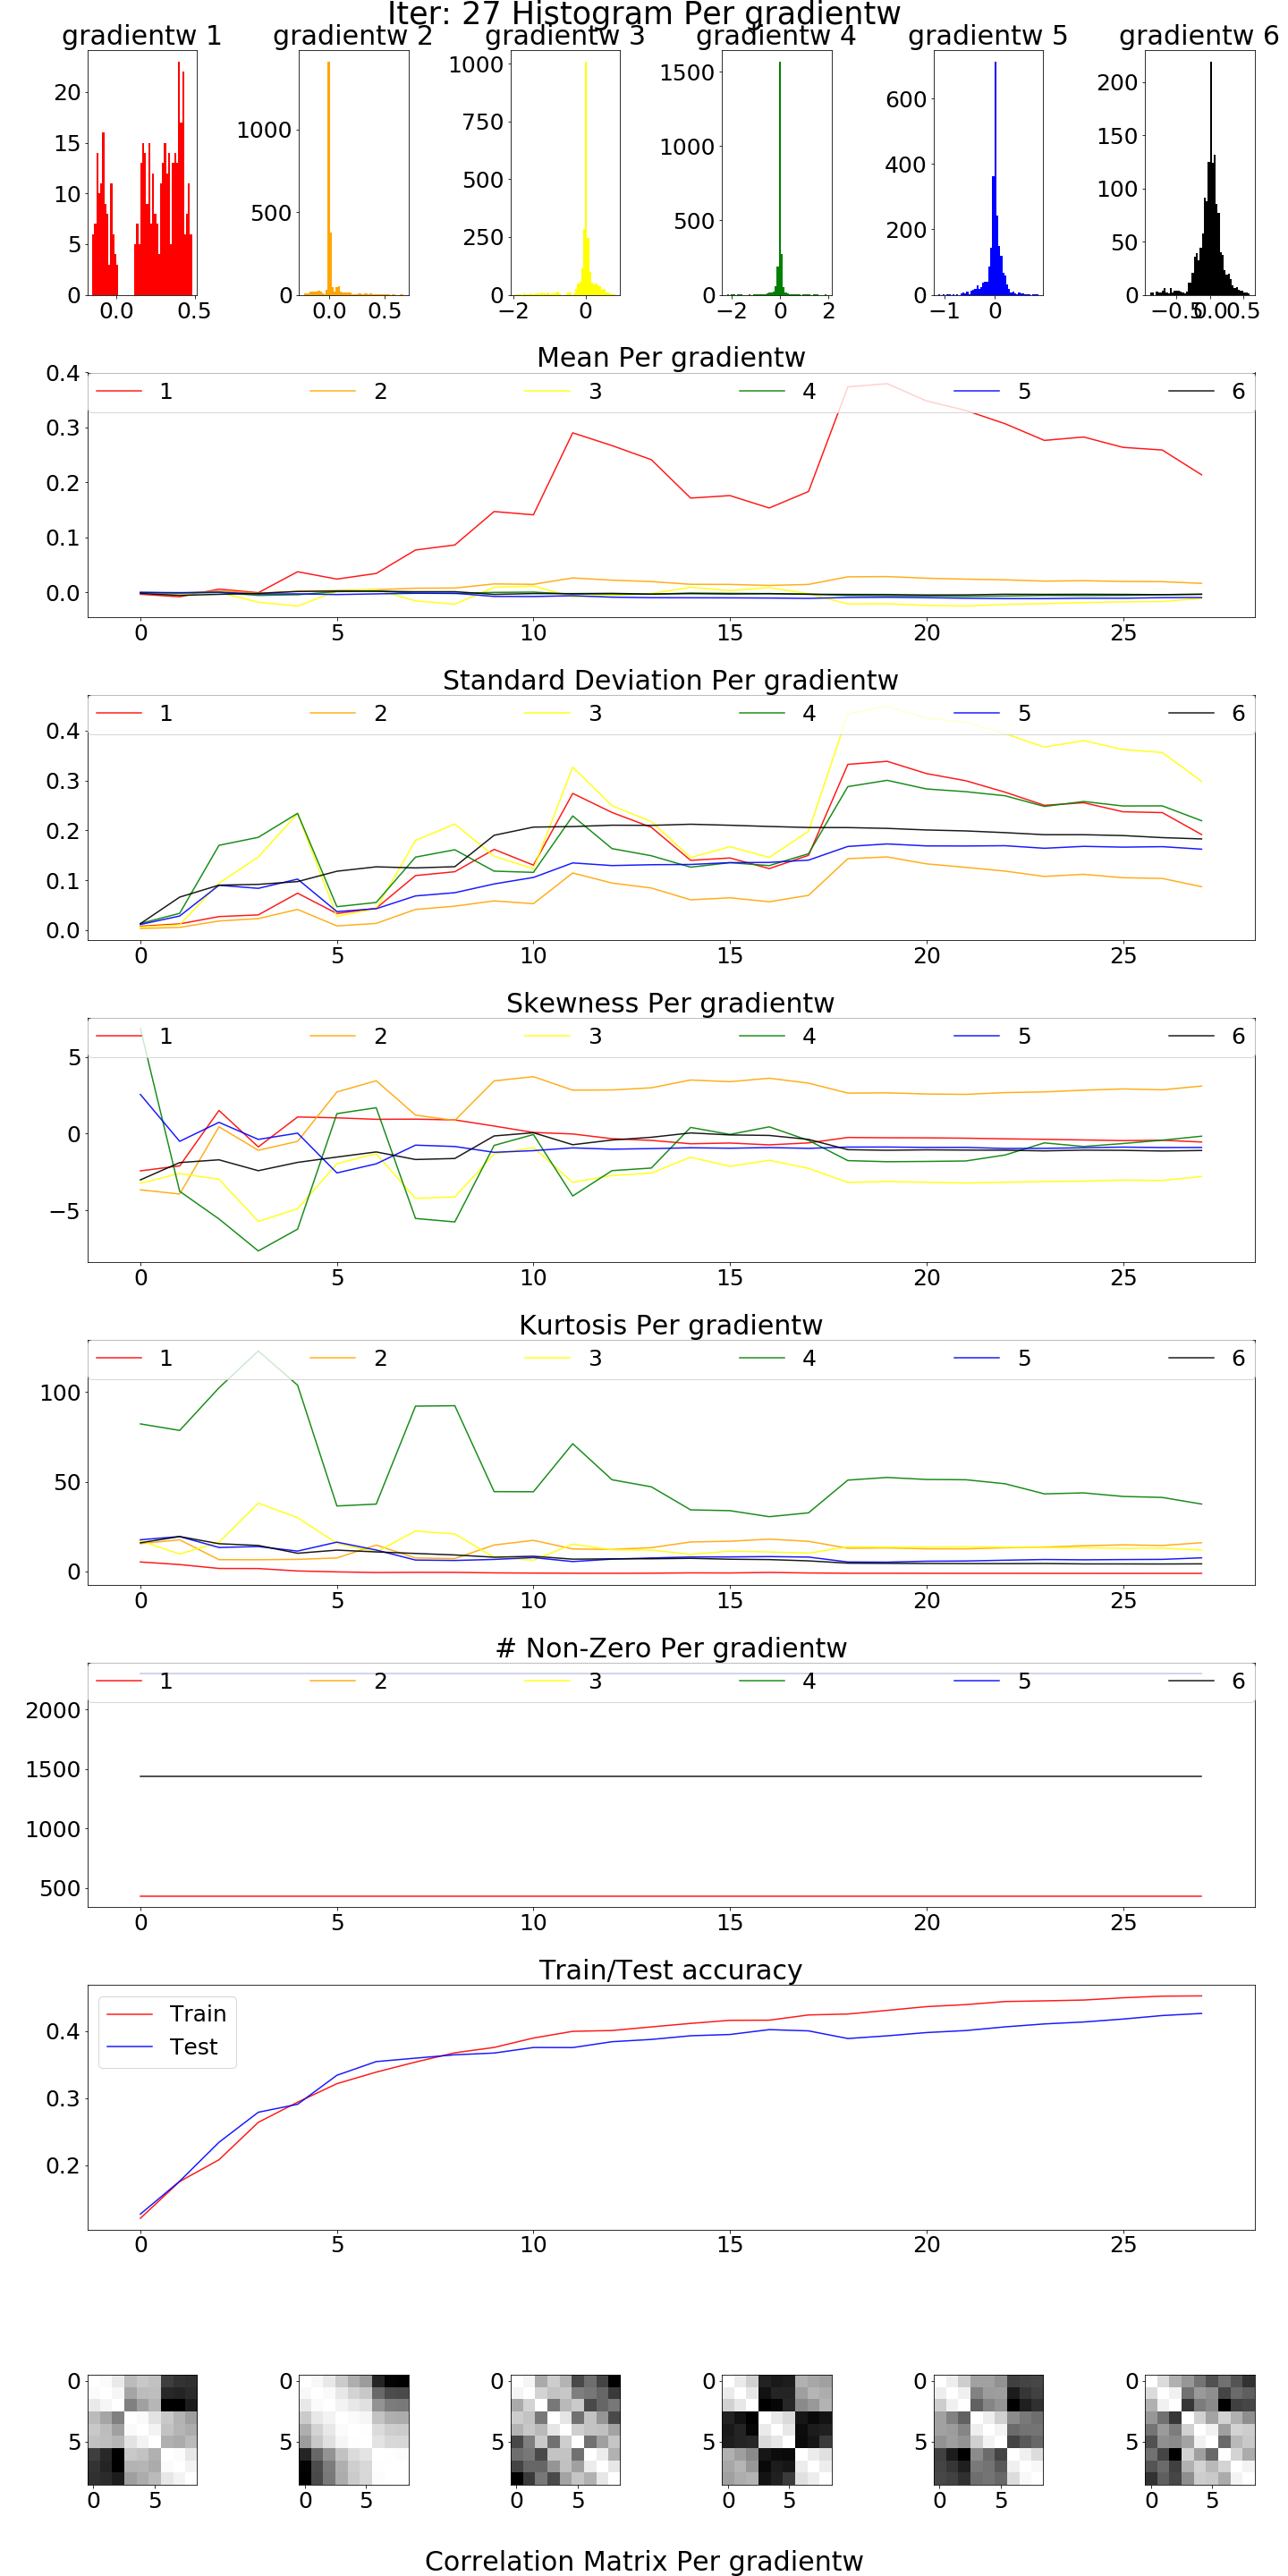 Iter: 27 Histogram Per gradientw
gradientw 1 gradientw 2 gradientw 3 gradientw 4 gradientw 5 gradientw 6
20 15 10 5 0
0.0 0.5
1000 500 0
0.0 0.5
1000 750 500 250 0
−2 0
1500 1000 500 0
−2 0 2
600 400 200 0
−1 0
200 150 100 50 0
−0.5 0.0 0.5
Mean Per gradientw
1 2 3 4 5 6
0.4
0.3
0.2
0.1
0.0
0 5 10 15 20 25
Standard Deviation Per gradientw
1 2 3 4 5 6
0.4
0.3
0.2
0.1
0.0
0 5 10 15 20 25
Skewness Per gradientw
1 2 3 4 5 6
5
0
−5
0 5 10 15 20 25
Kurtosis Per gradientw
1 2 3 4 5 6
100
50
0
0 5 10 15 20 25
# Non-Zero Per gradientw
1 2 3 4 5 6
2000
1500
1000
500
0 5 10 15 20 25
Train/Test accuracy
Train
Test
0.4
0.3
0.2
0 5 10 15 20 25
0 0 0 0 0 0
5 5 5 5 5 5
0 5 0 5 0 5 0 5 0 5 0 5
Correlation Matrix Per gradientw